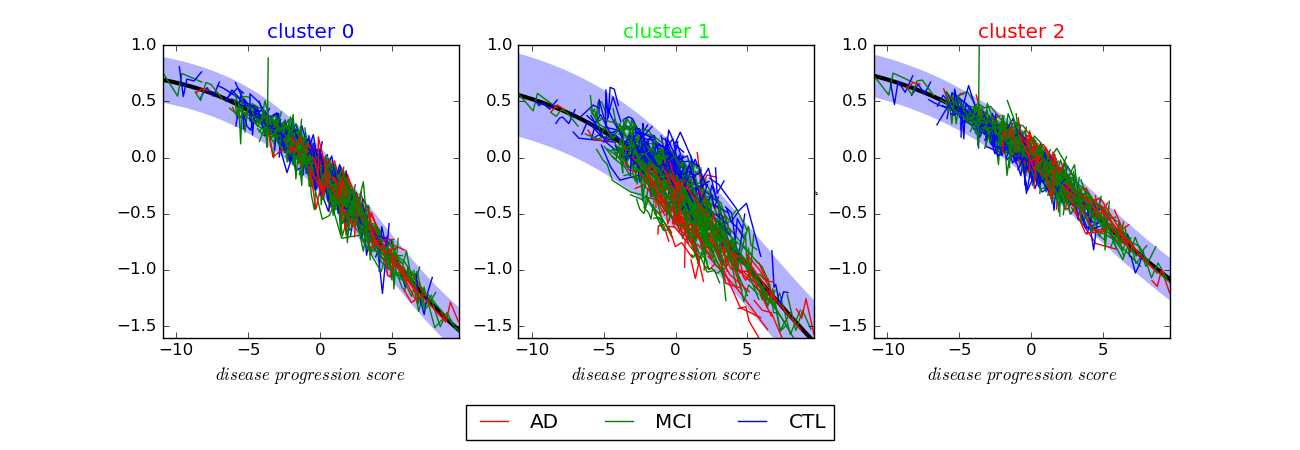 cluster 0 cluster 1 cluster 2
1.0 1.0 1.0
0.5 0.5 0.5
0.0 0.0 0.0
−0.5 −0.5 −0.5
−1.0 −1.0 −1.0
−1.5 −1.5 −1.5
−10 −5 0 5 −10 −5 0 5 −10 −5 0 5
disease progression score disease progression score disease progression score
AD MCI CTL